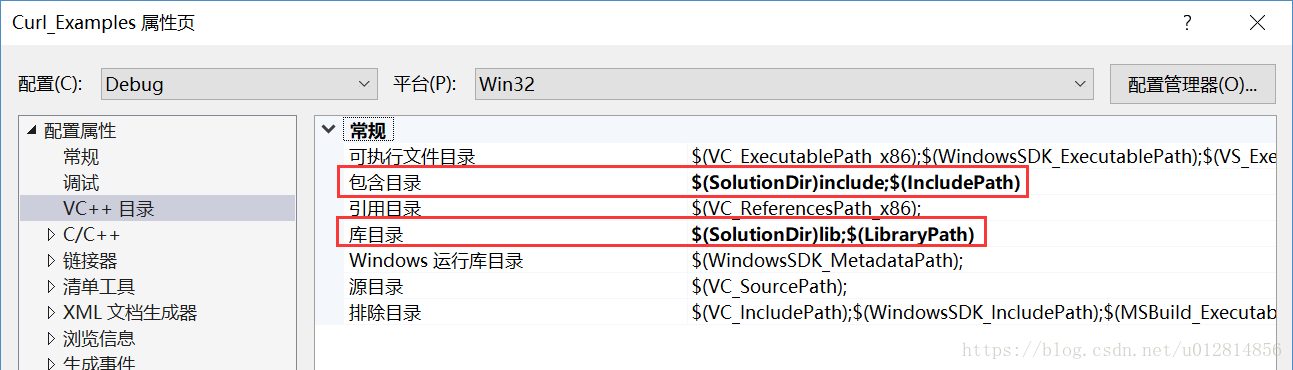 Curl_Examples 属性页
?
配置(C): Debug 平台(P): Win32 配置管理器(O)...
配置属性
常规
调试
VC++ 目录
C/C++
链接器
清单工具
XML 文档生成器
浏览信息
生成事件
常规
可执行文件目录 $(VC_ExecutablePath_x86);$(WindowsSDK_ExecutablePath);$(VS_Exe
包含目录 $(SolutionDir)include;$(IncludePath)
引用目录 $(VC_ReferencesPath_x86);
库目录 $(SolutionDir)lib;$(LibraryPath)
Windows 运行库目录 $(WindowsSDK_MetadataPath);
源目录 $(VC_SourcePath);
排除目录 $(VC_IncludePath);$(WindowsSDK_IncludePath);$(MSBuild_Executab
https://blog.csdn.net/u012814856